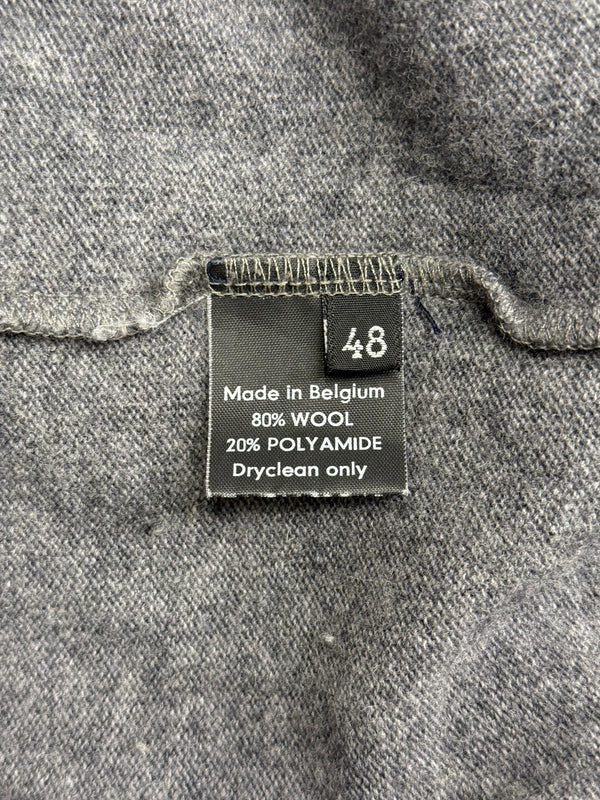 48
Made in Belgium
80% WOOL
20% POLYAMIDE
Dryclean only